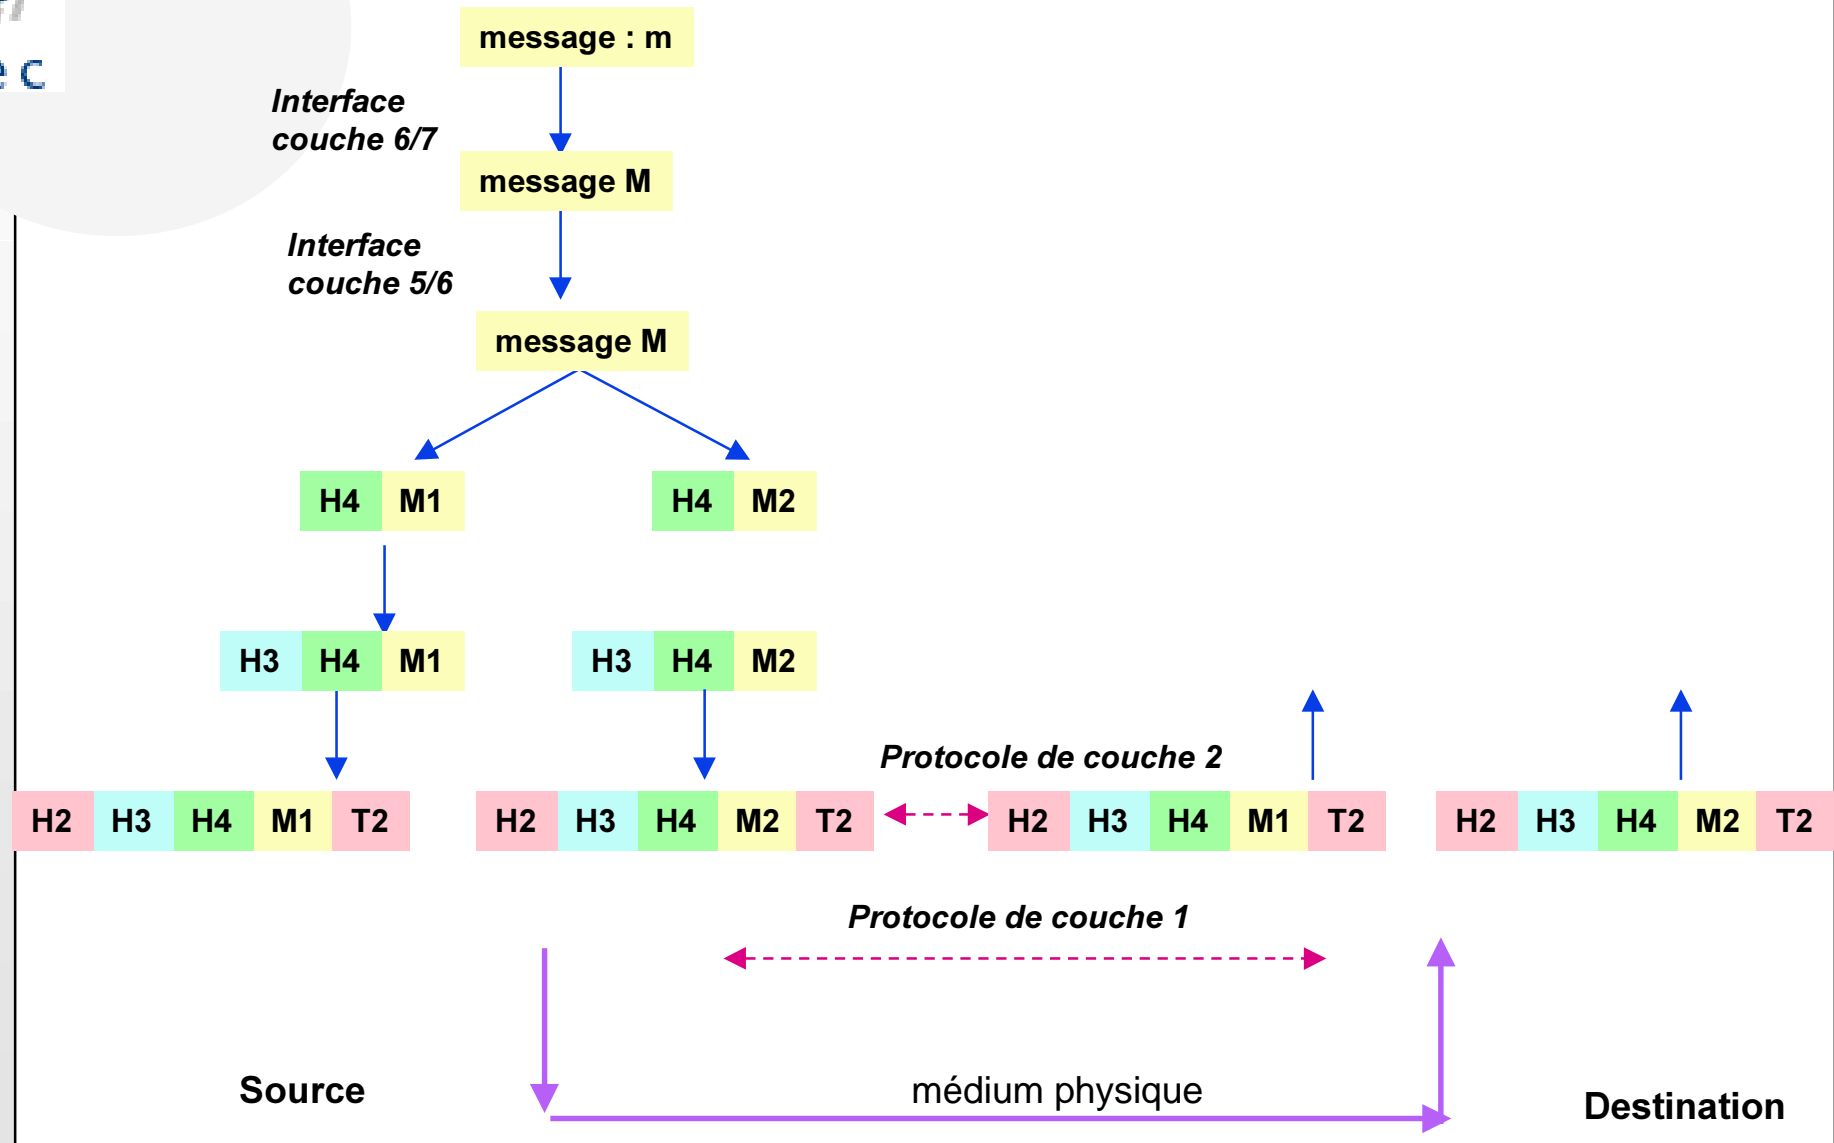 ec
message : m
Interface
couche 6/7
message M
Interface
couche 5/6
message M
H4 M1
H4 M2
H3 H4 M1
H3 H4 M2
Protocole de couche 2
H2 H3 H4 M1 T2
H2 H3 H4 M2 T2
H2 H3 H4 M1 T2
H2 H3 H4 M2 T2
Protocole de couche 1
Source
médium physique
Destination